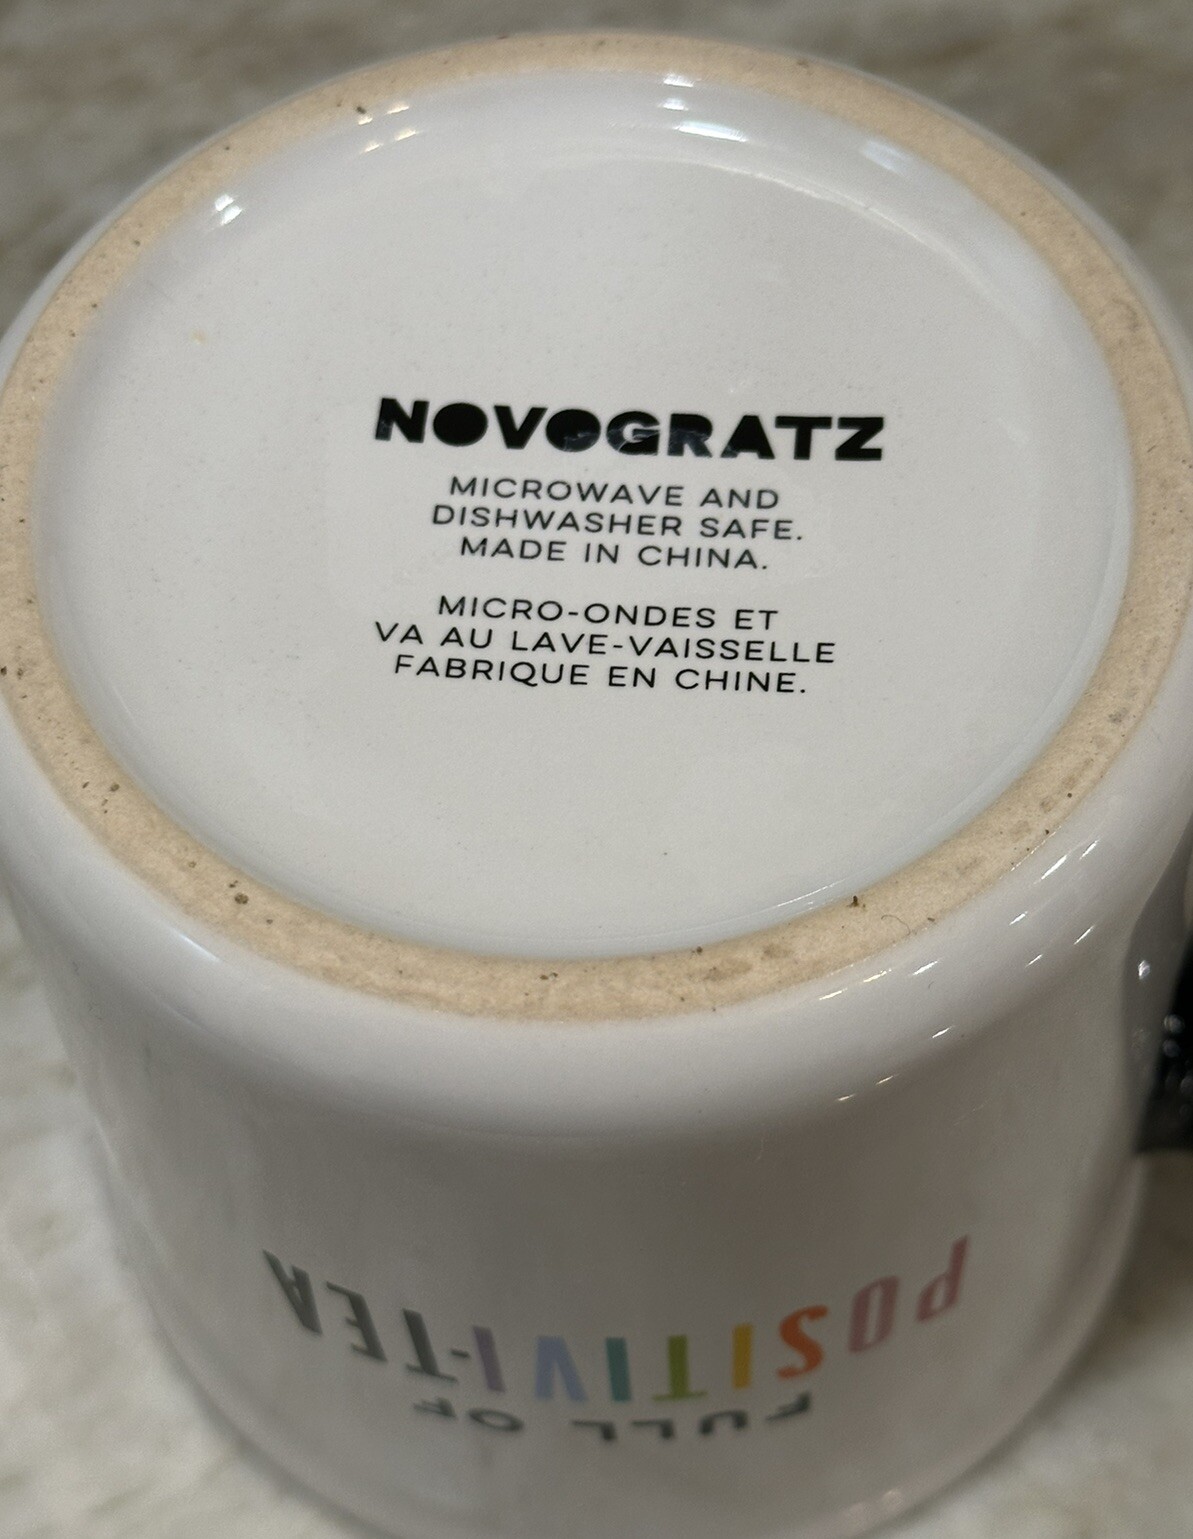 NOVOGRATZ
MICROWAVE AND
DISHWASHER SAFE.
MADE IN CHINA.
MICRO-ONDES ET
VA AU LAVE-VAISSELLE
FABRIQUE EN CHINE.
FULL OF
POSITIVI-TEA